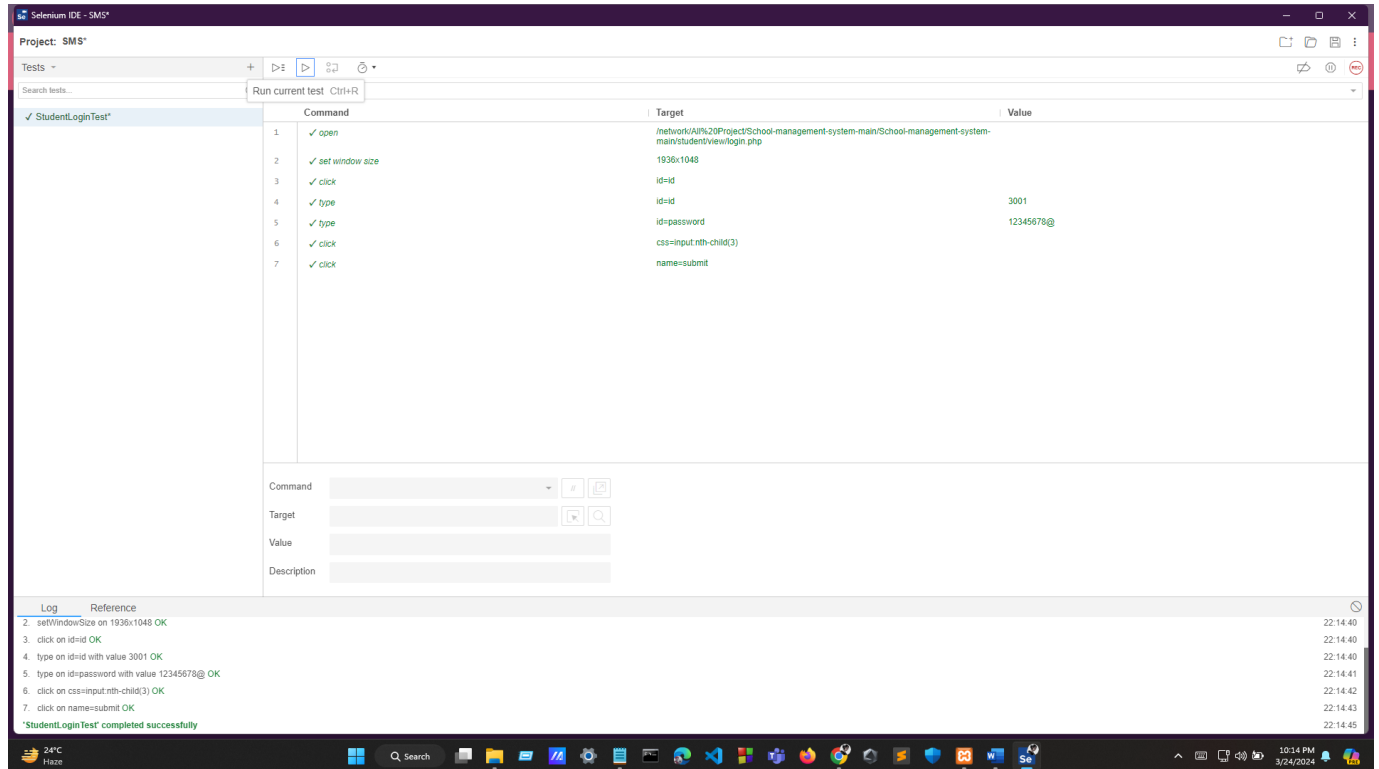 Selenium IDE - SMS*
Project: SMS*
Tests
Search tests...
Run current test Ctrl+R
✓ StudentLoginTest*
Command Target Value
1 ✓ open /network/All%20Project/School-management-system-main/School-management-system-
main/student/view/login.php
2 ✓ set window size 1936x1048
3 ✓ click id=id
4 ✓ type id=id 3001
5 ✓ type id=password 12345678@
6 ✓ click css=input:nth-child(3)
7 ✓ click name=submit
Command
//
Target
Value
Description
Log Reference
2. setWindowSize on 1936x1048 OK 22:14:40
3. click on id=id OK 22:14:40
4. type on id=id with value 3001 OK 22:14:40
5. type on id=password with value 12345678@ OK 22:14:41
6. click on css=input:nth-child(3) OK 22:14:42
7. click on name=submit OK 22:14:43
'StudentLoginTest' completed successfully 22:14:45
24°C
Haze
Search
10:14 PM
3/24/2024